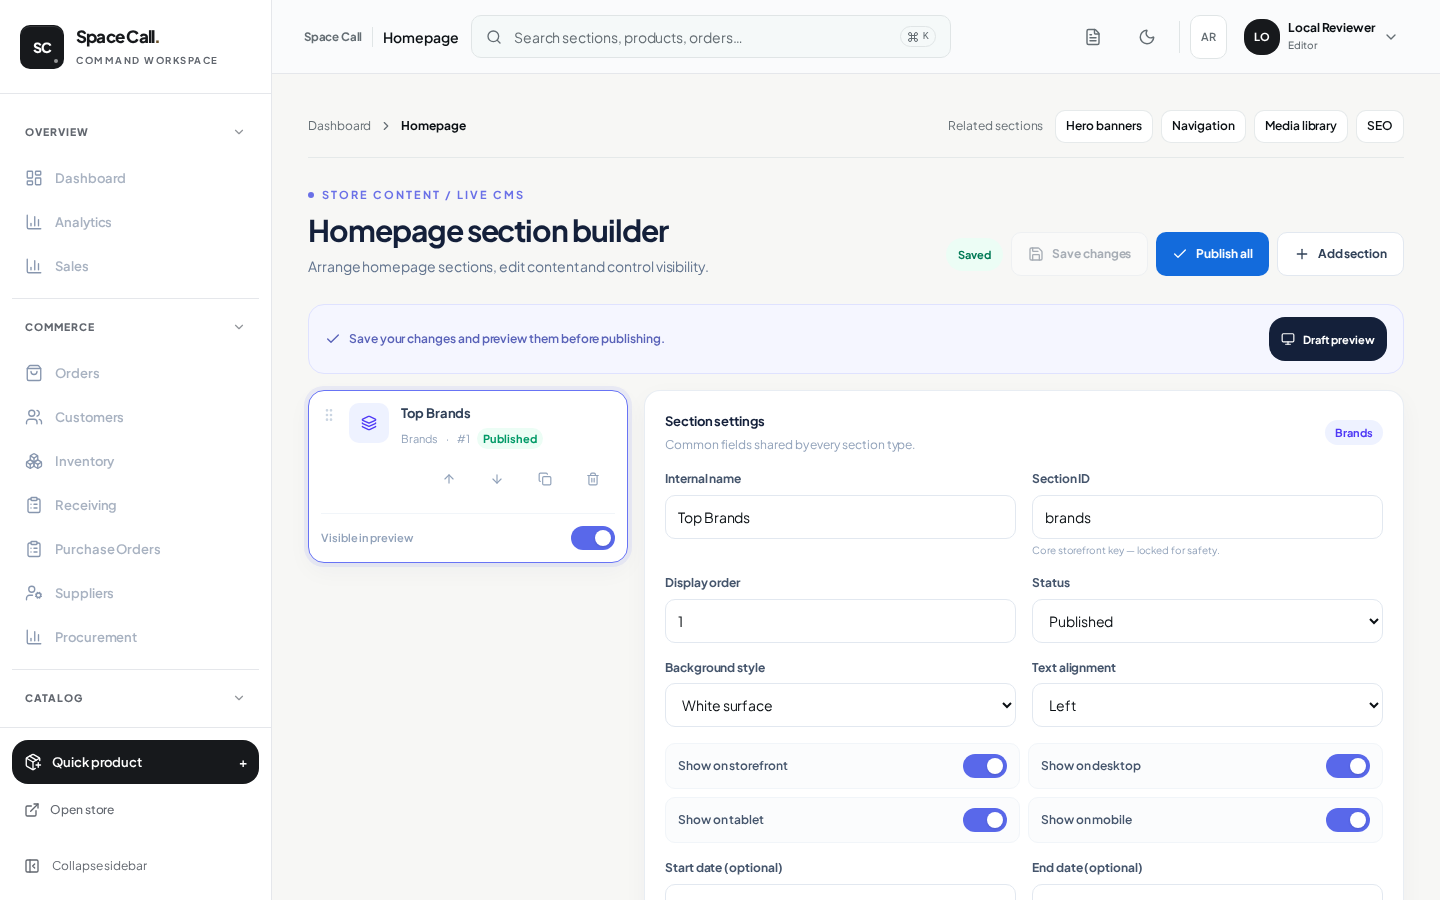 SC
SpaceCall.
COMMAND WORKSPACE
Space Call
Homepage
Search sections, products, orders...
⌘ K
AR
LO
Local Reviewer
Editor
OVERVIEW
Dashboard
Analytics
Sales
COMMERCE
Orders
Customers
Inventory
Receiving
Purchase Orders
Suppliers
Procurement
CATALOG
Quick product +
Open store
Collapse sidebar
Dashboard > Homepage
Related sections Hero banners Navigation Media library SEO
STORE CONTENT / LIVE CMS
Homepage section builder
Arrange homepage sections, edit content and control visibility.
Saved Save changes Publish all Add section
Save your changes and preview them before publishing.
Draft preview
Top Brands
Brands · #1 Published
Visible in preview
Section settings
Common fields shared by every section type.
Brands
Internal name
Top Brands
Section ID
brands
Core storefront key — locked for safety.
Display order
1
Status
Published
Background style
White surface
Text alignment
Left
Show on storefront
Show on desktop
Show on tablet
Show on mobile
Start date (optional)
End date (optional)